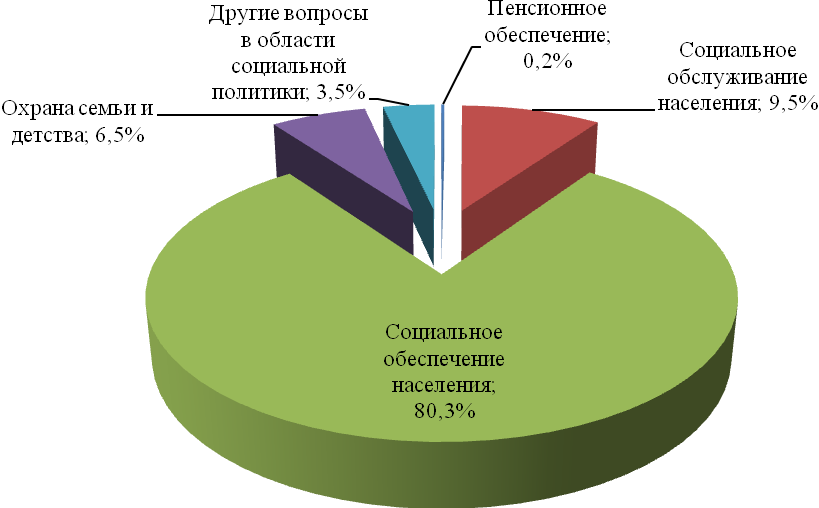 Другие вопросы
в области
социальной
политики; 3,5%
Пенсионное
обеспечение;
0,2%
Социальное
обслуживание
населения; 9,5%
Охрана семьи и
детства; 6,5%
Социальное
обеспечение
населения;
80,3%